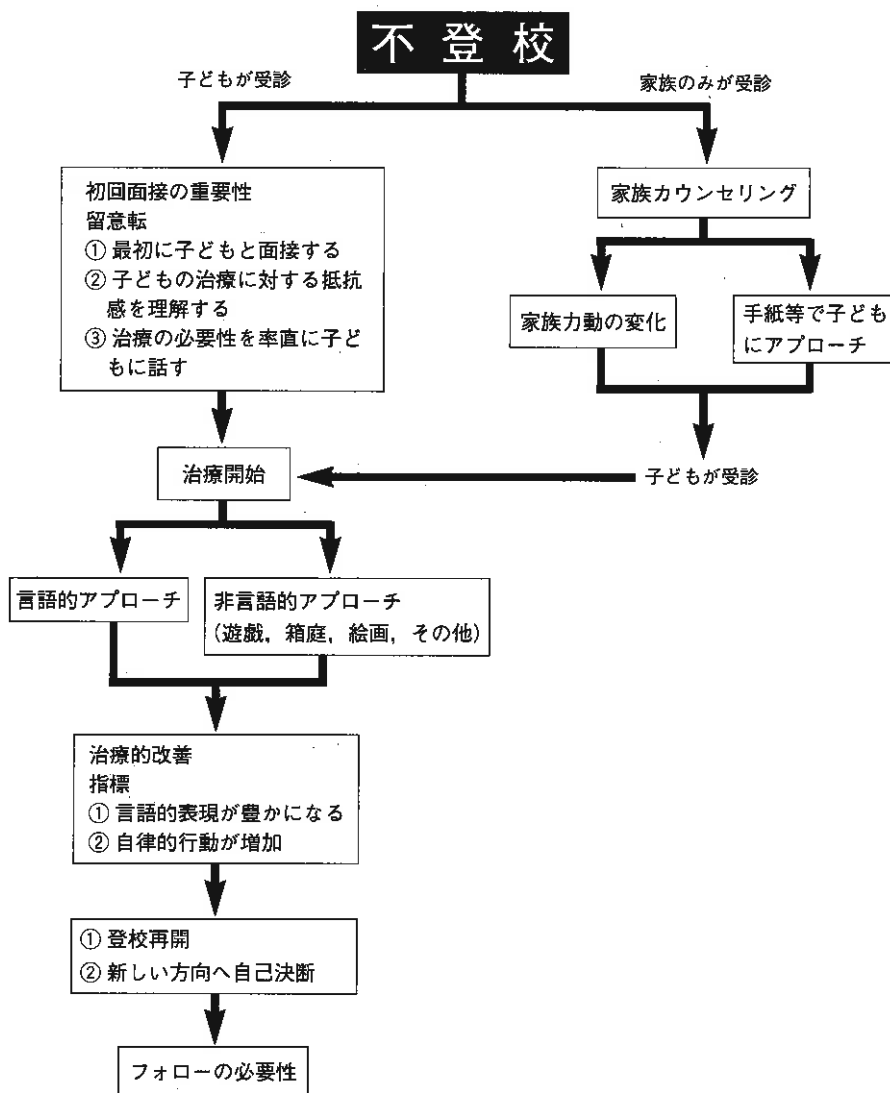 不登校
子どもが受診
家族のみが受診
初回面接の重要性
留意転
① 最初に子どもと面接する
② 子どもの治療に対する抵抗
感を理解する
③ 治療の必要性を率直に子ど
もに話す
家族カウンセリング
家族力動の変化
手紙等で子ども
にアプローチ
治療開始
子どもが受診
言語的アプローチ
非言語的アプローチ
(遊戯，箱庭，絵画，その他)
治療的改善
指標
① 言語的表現が豊かになる
② 自律的行動が増加
① 登校再開
② 新しい方向へ自己決断
フォローの必要性